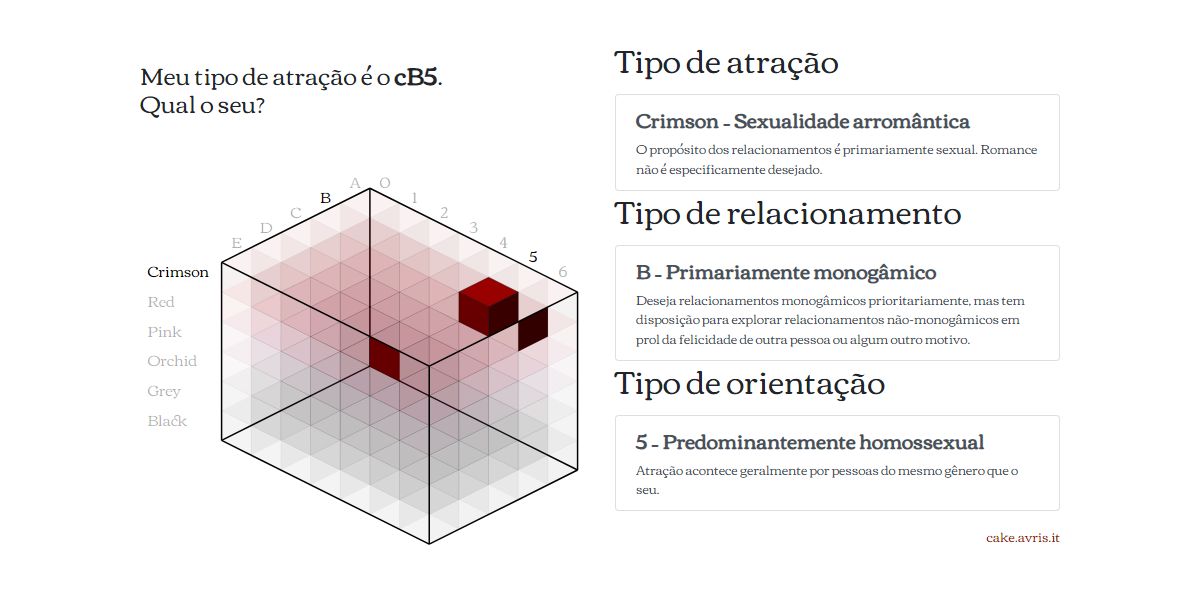 Meu tipo de atração é o cB5.
Qual o seu?
A
B
C
D
E
0
1
2
3
4
5
6
Crimson
Red
Pink
Orchid
Grey
Black
Tipo de atração
Crimson - Sexualidade arromântica
O propósito dos relacionamentos é primariamente sexual. Romance
não é especificamente desejado.
Tipo de relacionamento
B - Primariamente monogâmico
Deseja relacionamentos monogâmicos prioritariamente, mas tem
disposição para explorar relacionamentos não-monogâmicos em
prol da felicidade de outra pessoa ou algum outro motivo.
Tipo de orientação
5 - Predominantemente homossexual
Atração acontece geralmente por pessoas do mesmo gênero que o
seu.
cake.avris.it